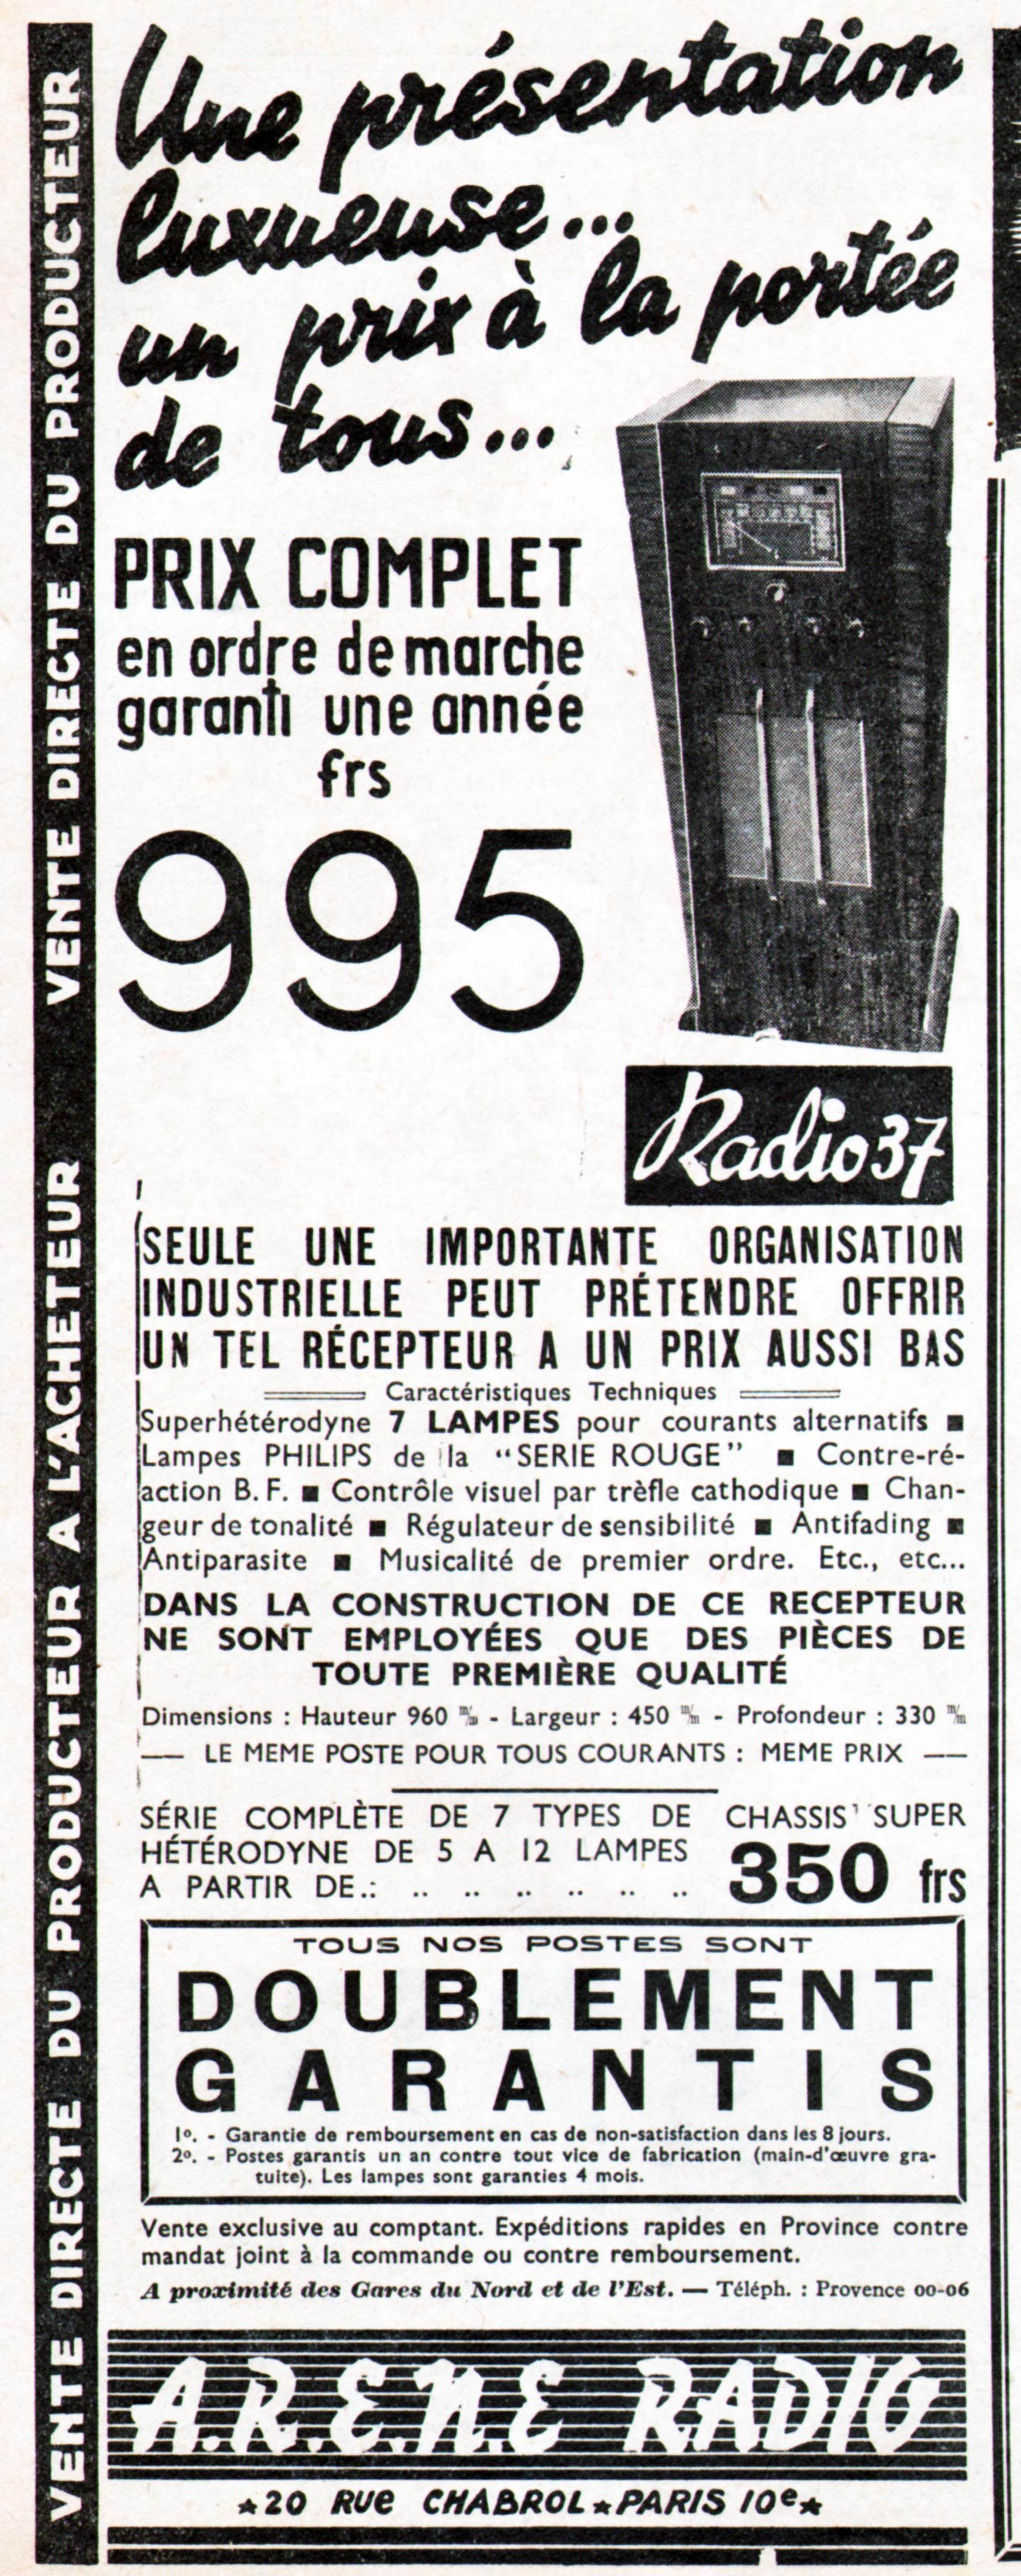 VENTE DIRECTE DU PRODUCTEUR A L'ACHETEUR VENTE DIRECTE DU PRODUCTEUR
Une présentation
luxueuse...
un prix à la portée
de tous...
PRIX COMPLET
en ordre de marche
garanti une année
frs
995
Radio 37
SEULE UNE IMPORTANTE ORGANISATION
INDUSTRIELLE PEUT PRÉTENDRE OFFRIR
UN TEL RÉCEPTEUR A UN PRIX AUSSI BAS
Caractéristiques Techniques
Superhétérodyne 7 LAMPES pour courants alternatifs ■
Lampes PHILIPS de la “SERIE ROUGE” ■ Contre-ré-
action B.F. ■ Contrôle visuel par trèfle cathodique ■ Chan-
geur de tonalité ■ Régulateur de sensibilité ■ Antifading ■
Antiparasite ■ Musicalité de premier ordre. Etc., etc...
DANS LA CONSTRUCTION DE CE RECEPTEUR
NE SONT EMPLOYÉES QUE DES PIÈCES DE
TOUTE PREMIÈRE QUALITÉ
Dimensions : Hauteur 960 m/m - Largeur : 450 m/m - Profondeur : 330 m/m
— LE MEME POSTE POUR TOUS COURANTS : MEME PRIX —
SÉRIE COMPLÈTE DE 7 TYPES DE CHASSIS SUPER
HÉTÉRODYNE DE 5 A 12 LAMPES
A PARTIR DE.: .. .. .. .. .. .. 350 frs
TOUS NOS POSTES SONT
DOUBLEMENT
GARANTIS
1º. - Garantie de remboursement en cas de non-satisfaction dans les 8 jours.
2º. - Postes garantis un an contre tout vice de fabrication (main-d'œuvre gra-
tuite). Les lampes sont garanties 4 mois.
Vente exclusive au comptant. Expéditions rapides en Province contre
mandat joint à la commande ou contre remboursement.
A proximité des Gares du Nord et de l'Est. — Téléph. : Provence 00-06
A.R.E.N.E RADIO
★ 20 RUE CHABROL ★ PARIS 10e ★